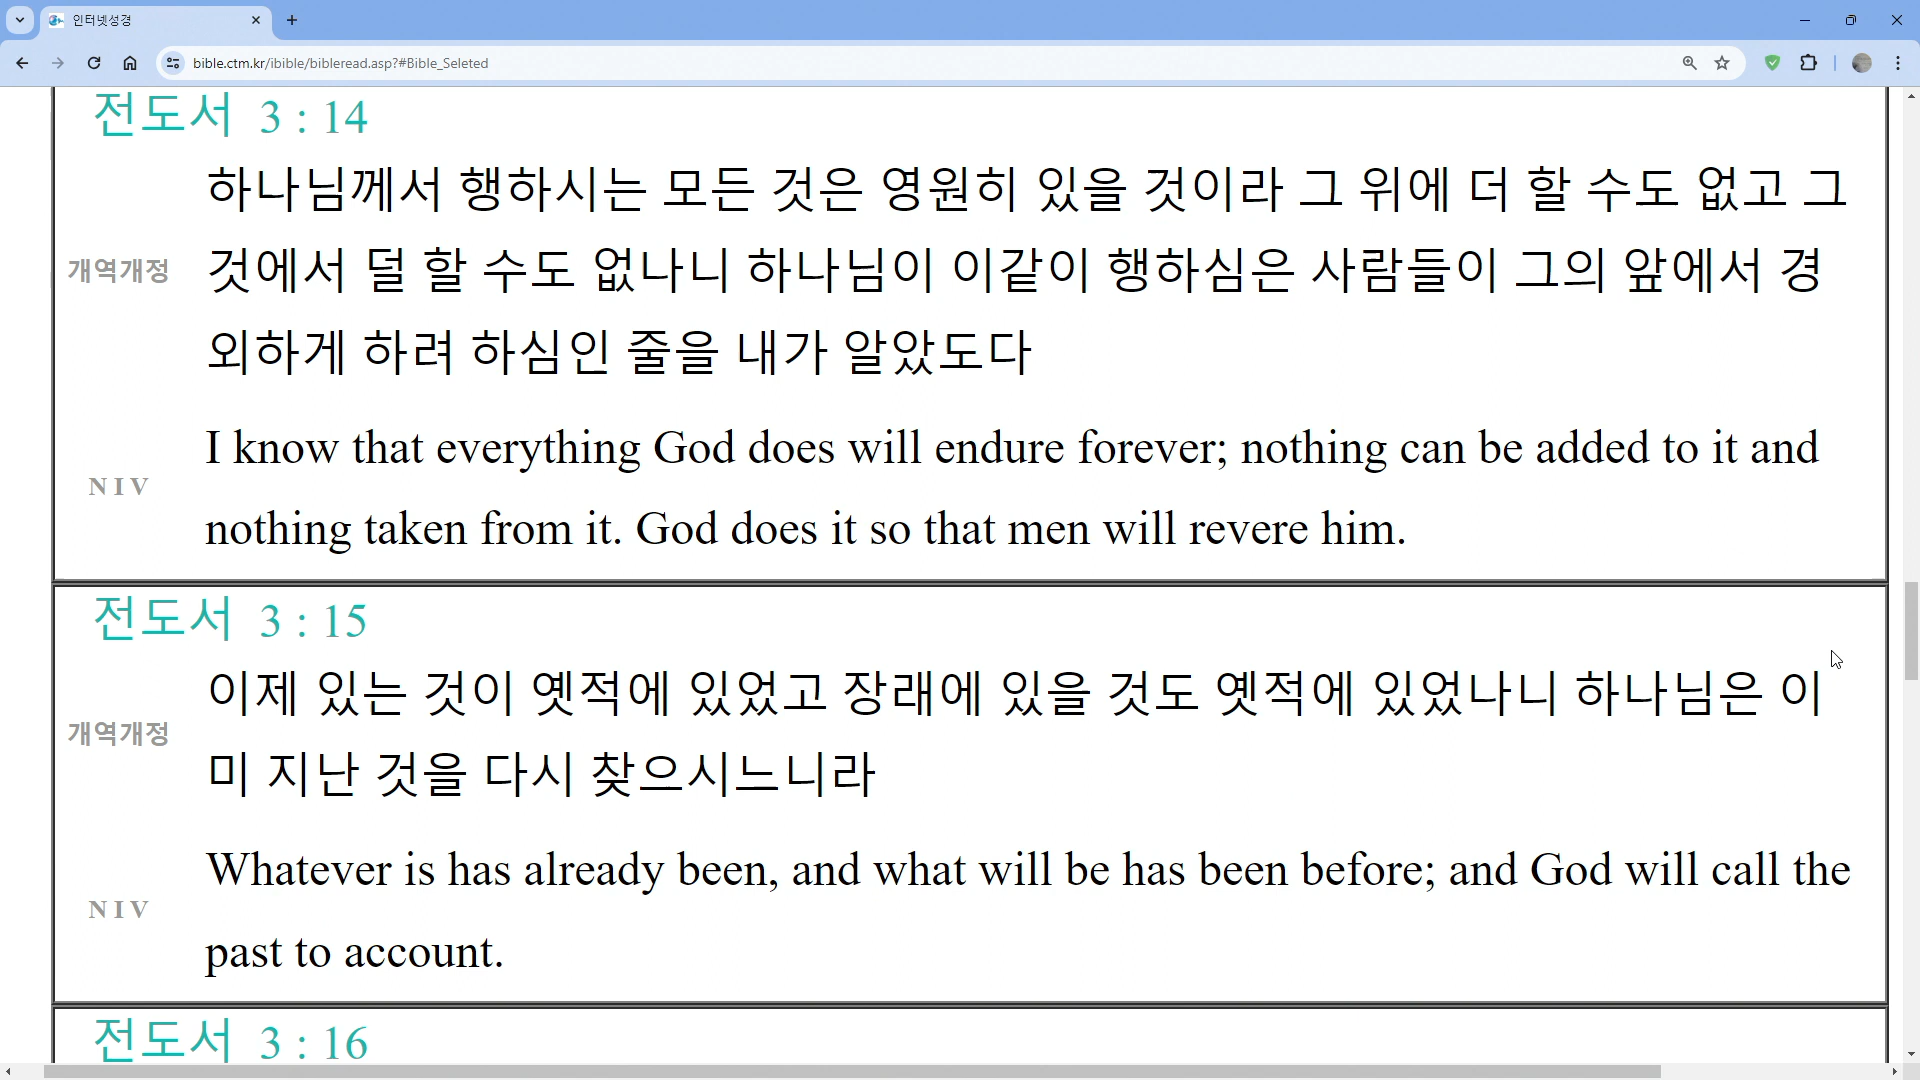 인터넷성경
bible.ctm.kr/ibible/bibleread.asp?#Bible_Seleted
전도서 3 : 14
개역개정
하나님께서 행하시는 모든 것은 영원히 있을 것이라 그 위에 더 할 수도 없고 그
것에서 덜 할 수도 없나니 하나님이 이같이 행하심은 사람들이 그의 앞에서 경
외하게 하려 하심인 줄을 내가 알았도다
N I V
I know that everything God does will endure forever; nothing can be added to it and
nothing taken from it. God does it so that men will revere him.
전도서 3 : 15
개역개정
이제 있는 것이 옛적에 있었고 장래에 있을 것도 옛적에 있었나니 하나님은 이
미 지난 것을 다시 찾으시느니라
N I V
Whatever is has already been, and what will be has been before; and God will call the
past to account.
전도서 3 : 16